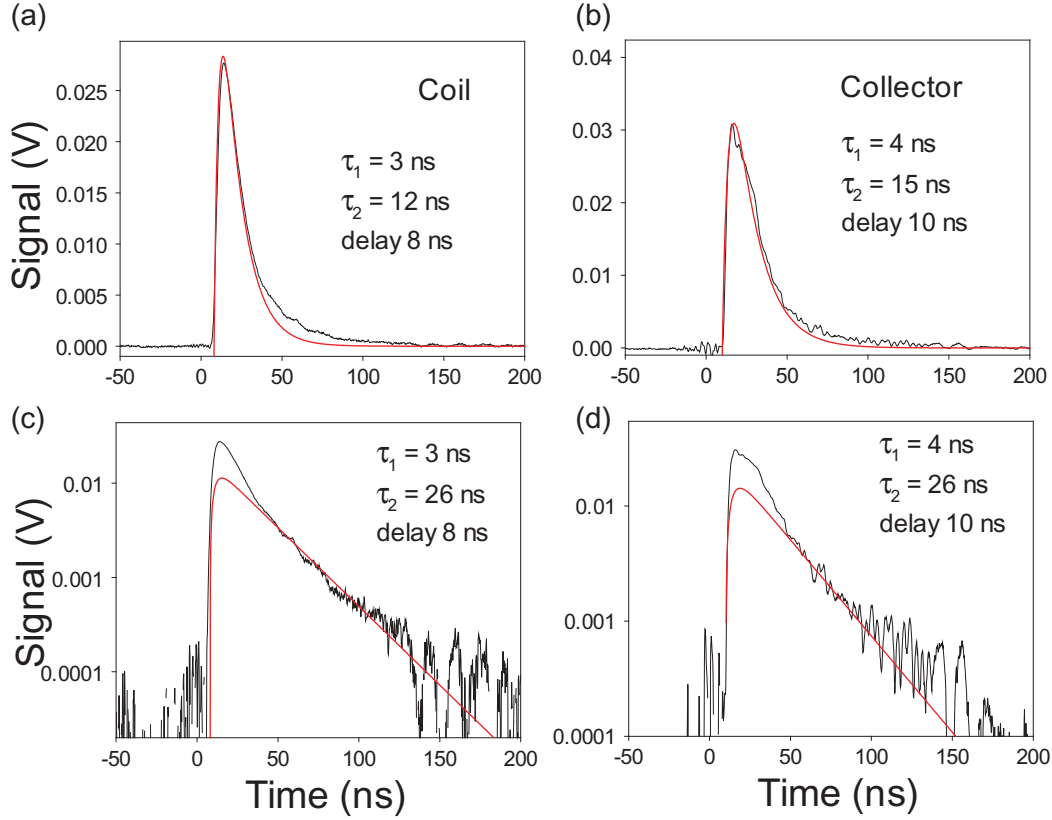 (a)
Signal (V)
0.025
0.020
0.015
0.010
0.005
0.000
-50 0 50 100 150 200
Coil
τ1 = 3 ns
τ2 = 12 ns
delay 8 ns
(b)
0.04
0.03
0.02
0.01
0.00
-50 0 50 100 150 200
Collector
τ1 = 4 ns
τ2 = 15 ns
delay 10 ns
(c)
Signal (V)
0.01
0.001
0.0001
-50 0 50 100 150 200
Time (ns)
τ1 = 3 ns
τ2 = 26 ns
delay 8 ns
(d)
0.01
0.001
0.0001
-50 0 50 100 150 200
Time (ns)
τ1 = 4 ns
τ2 = 26 ns
delay 10 ns